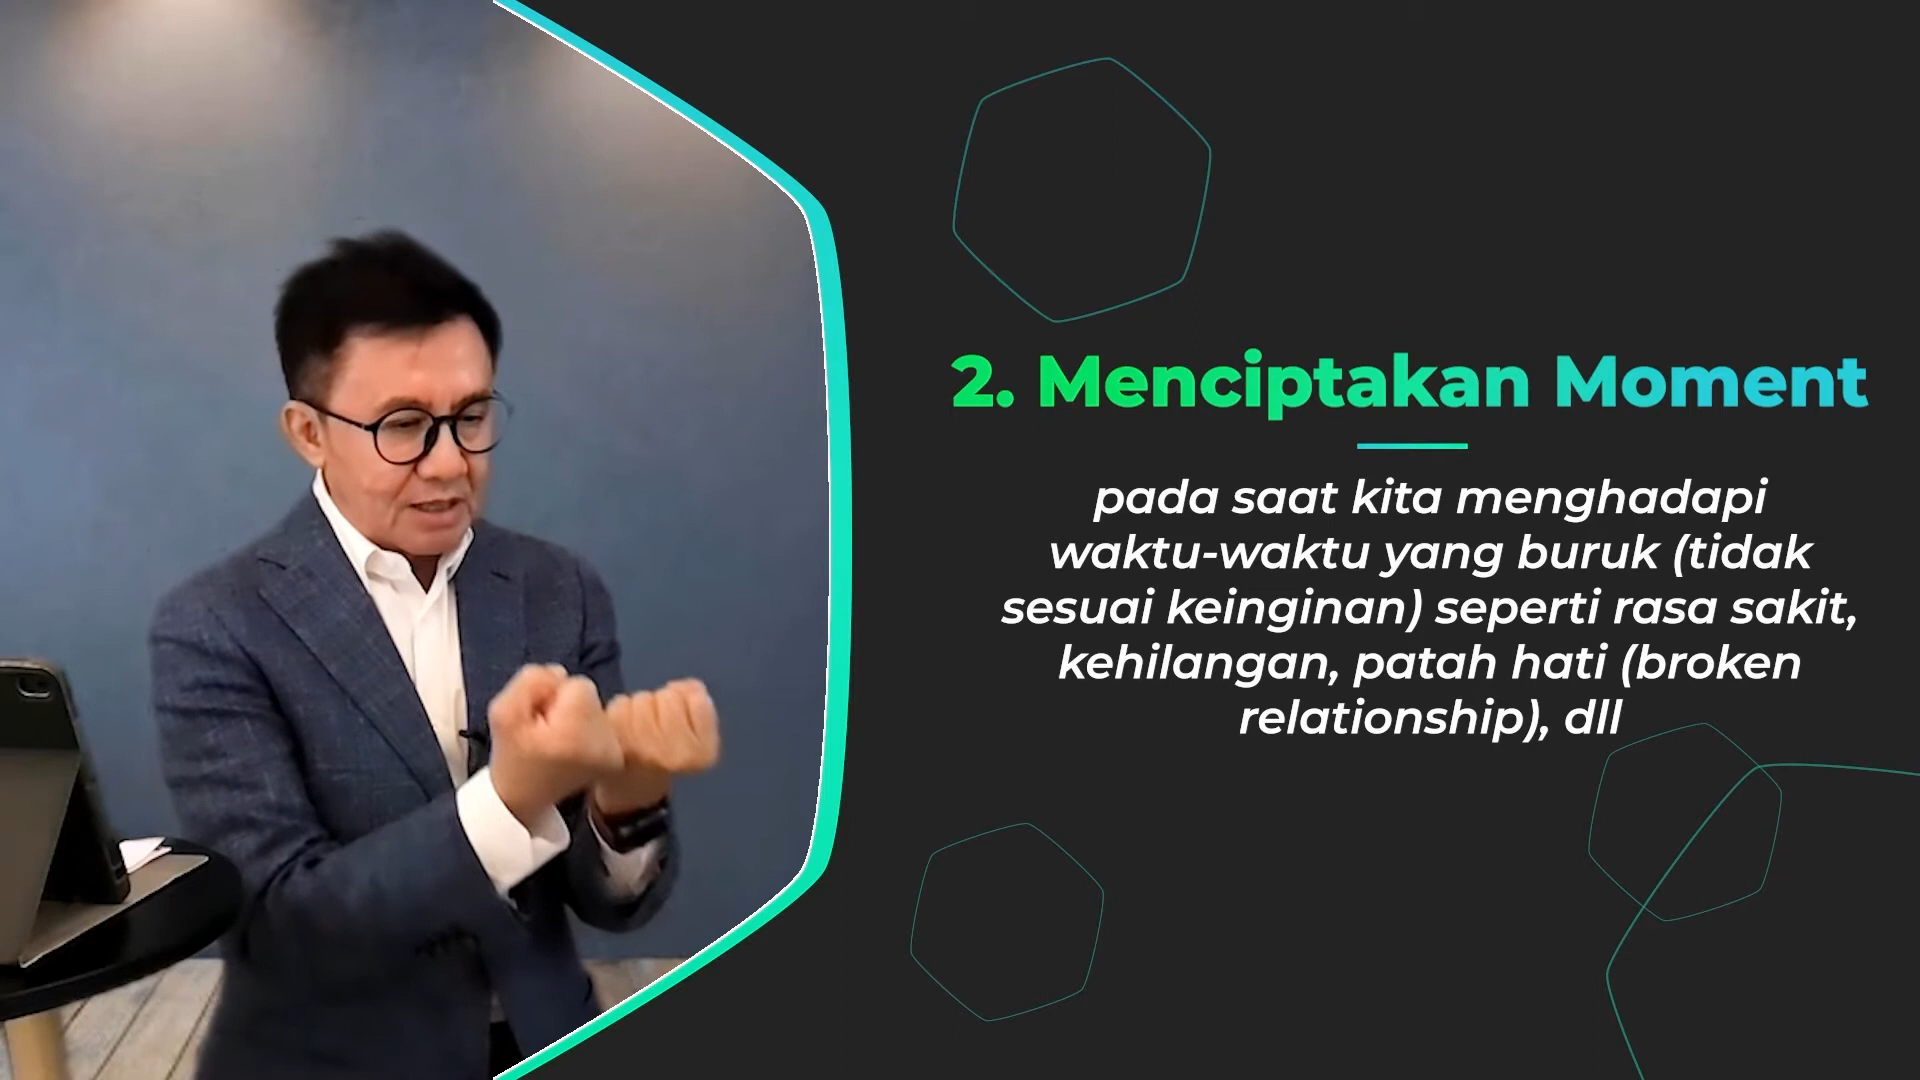 2. Menciptakan Moment
pada saat kita menghadapi
waktu-waktu yang buruk (tidak
sesuai keinginan) seperti rasa sakit,
kehilangan, patah hati (broken
relationship), dll